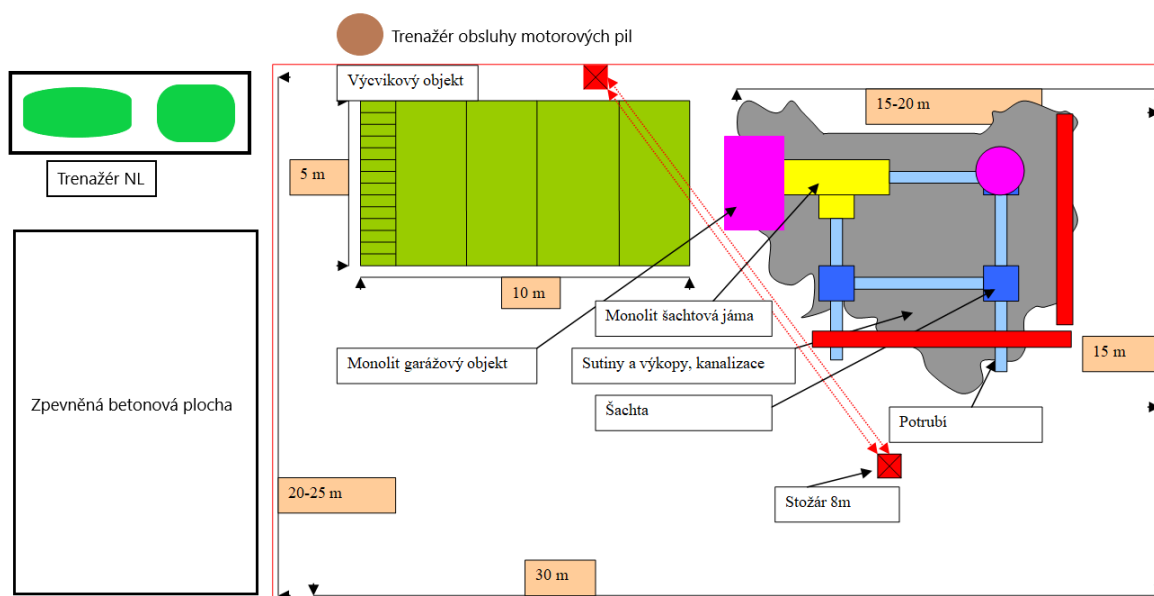 Trenažér obsluhy motorových pil
Výcvikový objekt
15-20 m
5 m
Trenažér NL
10 m
Monolit šachtová jáma
Monolit garážový objekt
Sutiny a výkopy, kanalizace
15 m
Zpevněná betonová plocha
Šachta
Potrubí
20-25 m
Stožár 8m
30 m